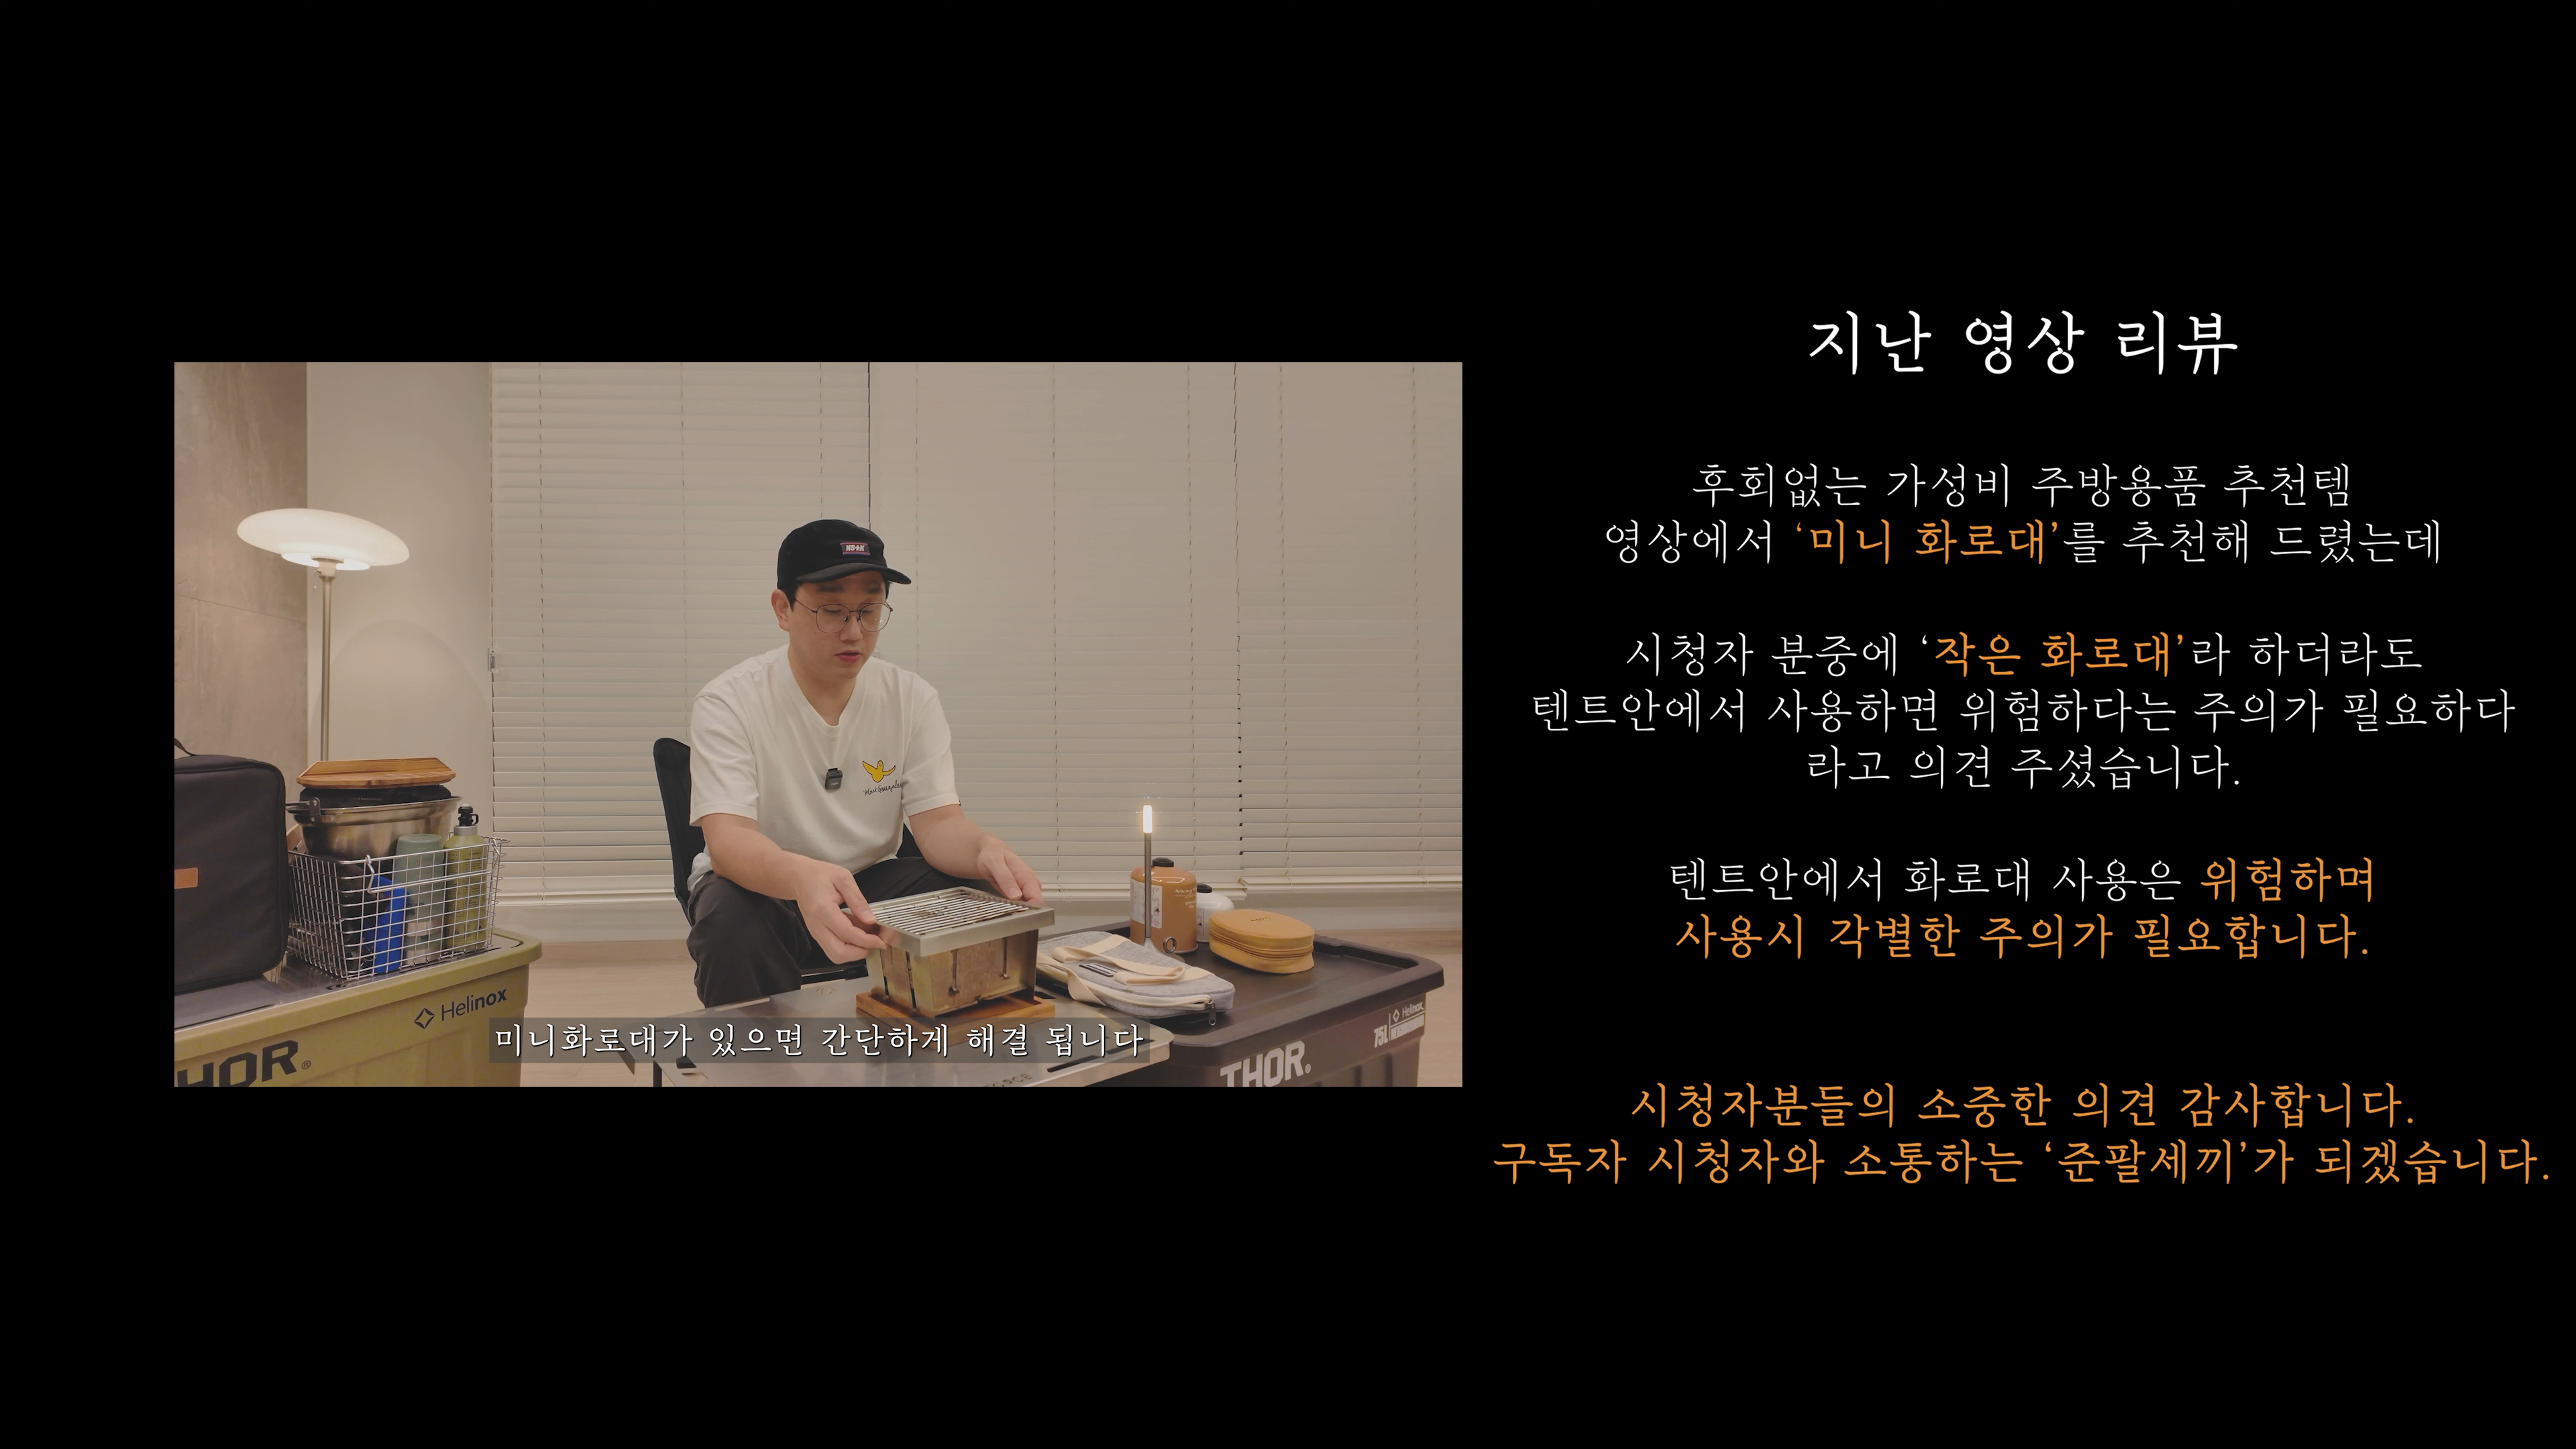 지난 영상 리뷰
후회없는 가성비 주방용품 추천템
영상에서 ‘미니 화로대’를 추천해 드렸는데
시청자 분중에 ‘작은 화로대’라 하더라도
텐트안에서 사용하면 위험하다는 주의가 필요하다
라고 의견 주셨습니다.
텐트안에서 화로대 사용은 위험하며
사용시 각별한 주의가 필요합니다.
시청자분들의 소중한 의견 감사합니다.
구독자 시청자와 소통하는 ‘준팔세끼’가 되겠습니다.
Helinox
HOR.®
75L Helinox
THOR.®
미니화로대가 있으면 간단하게 해결 됩니다